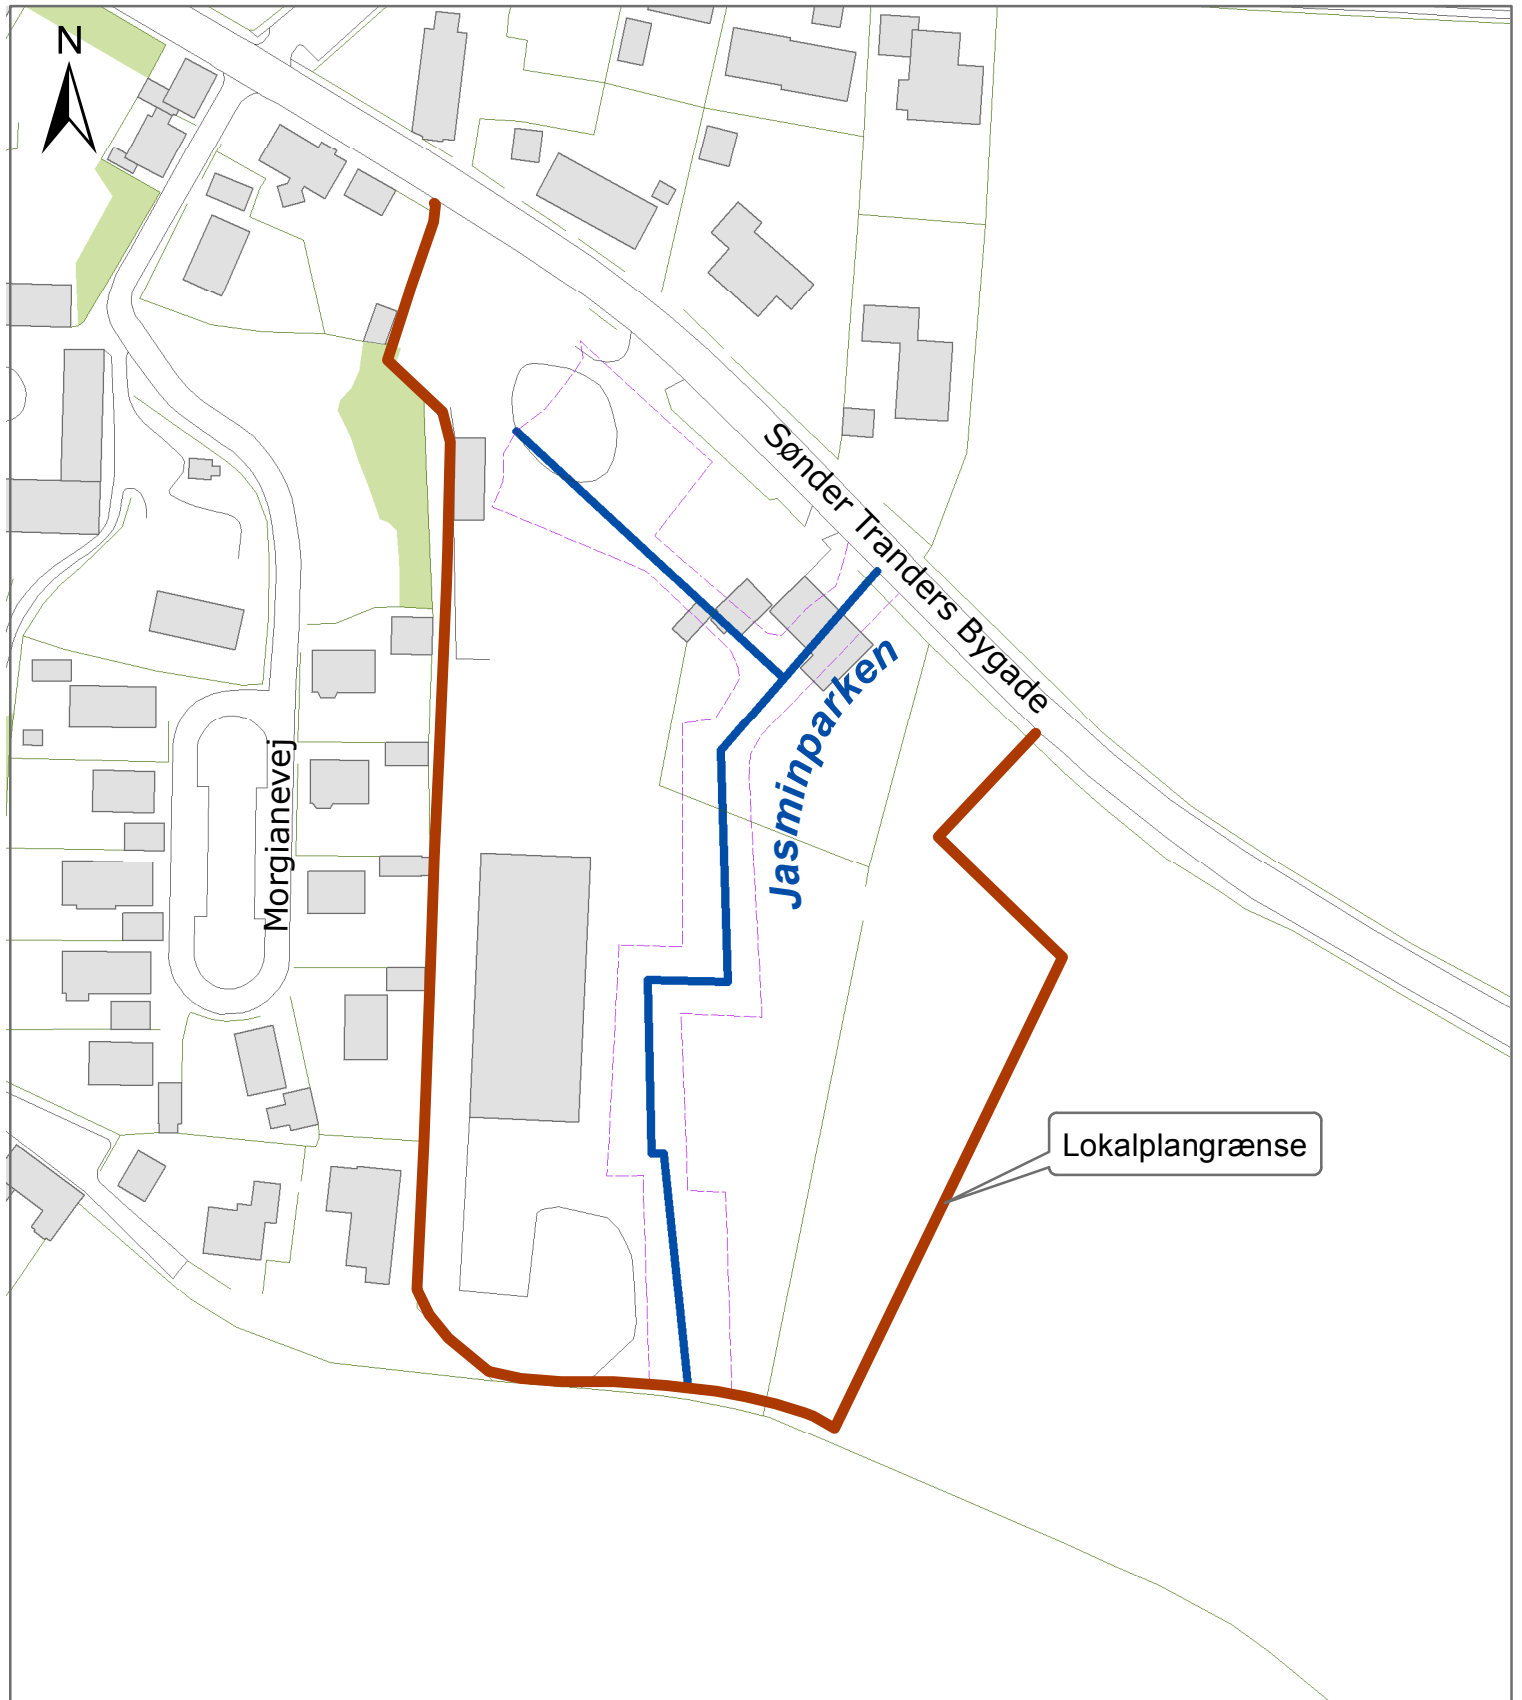 N
Sønder Tranders Bygade
Jasminparken
Morgianevej
Lokalplangrænse